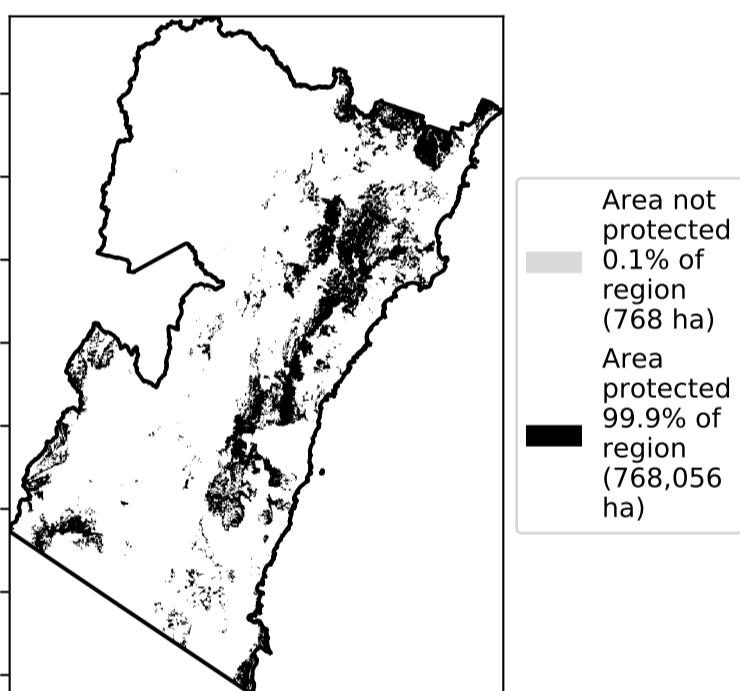 Area not
protected
0.1% of
region
(768 ha)
Area
protected
99.9% of
region
(768,056
ha)